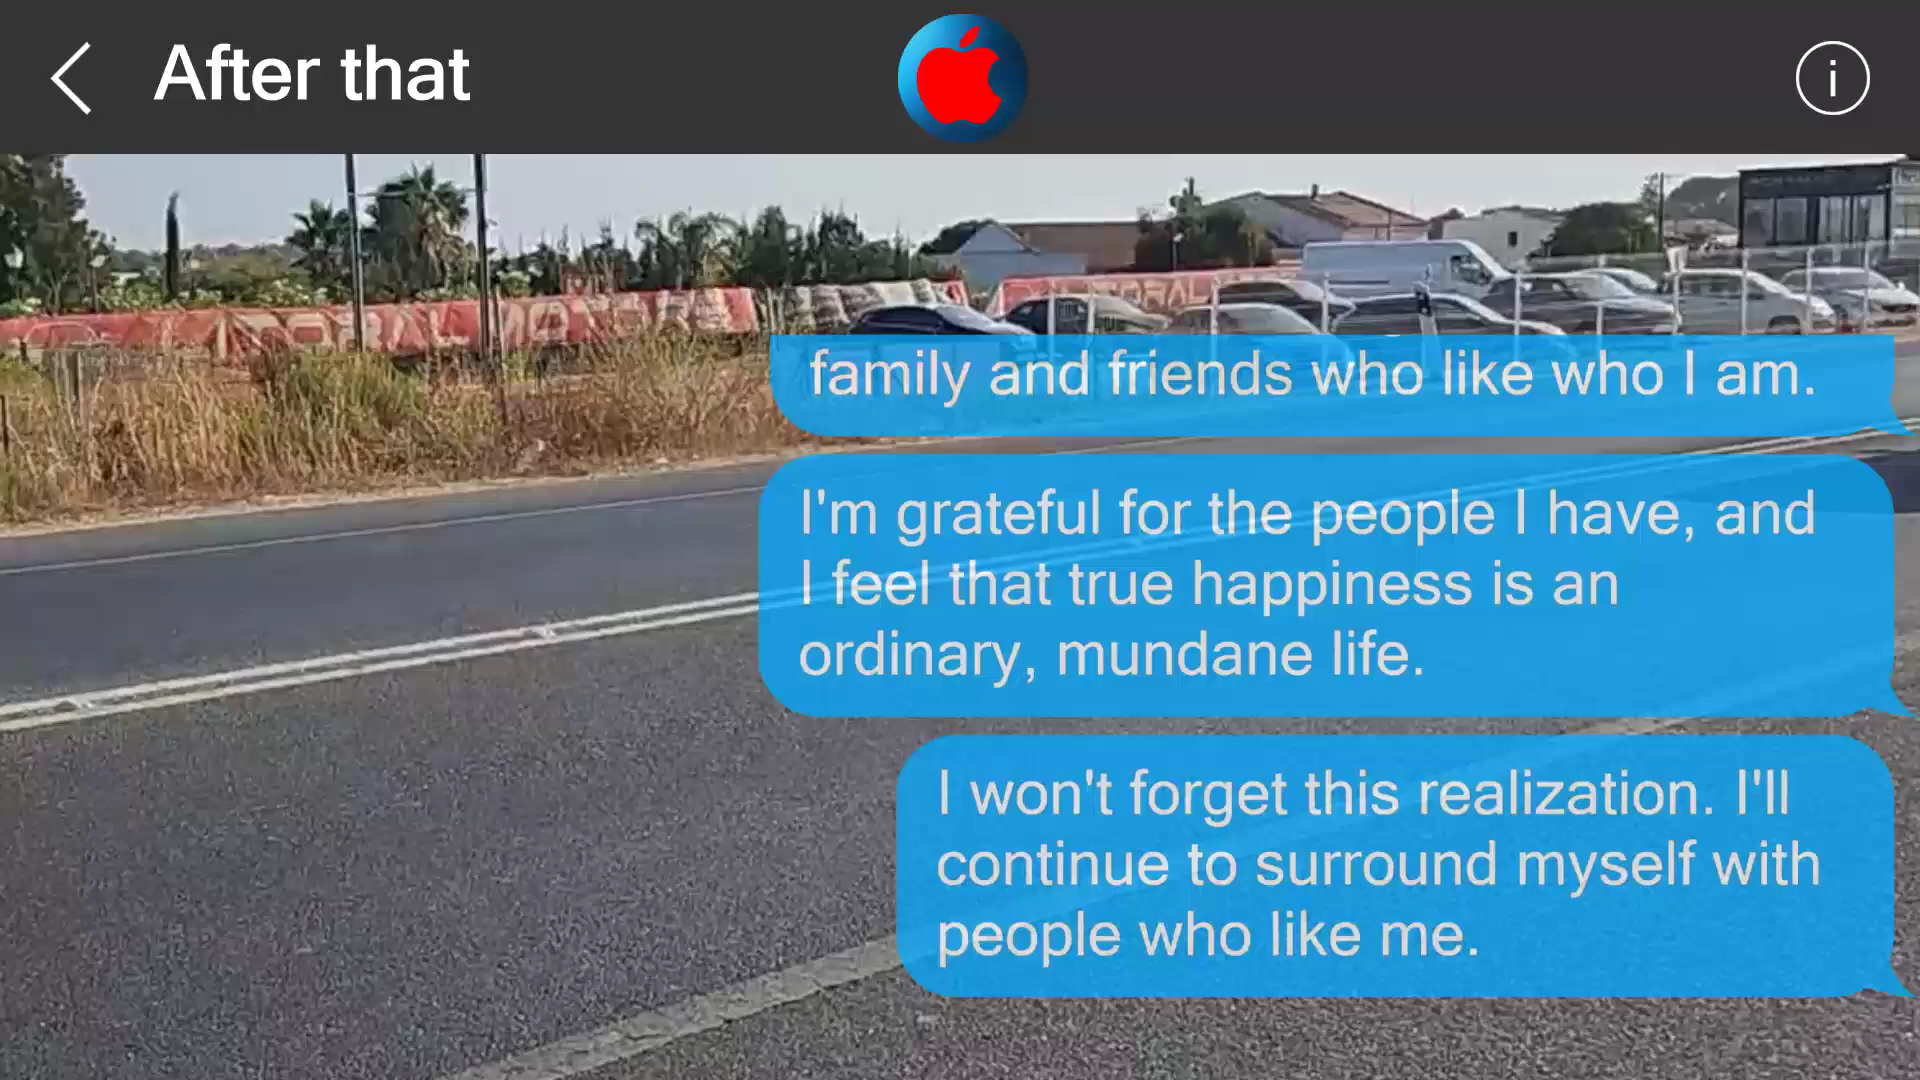 After that
family and friends who like who I am.
I'm grateful for the people I have, and
I feel that true happiness is an
ordinary, mundane life.
I won't forget this realization. I'll
continue to surround myself with
people who like me.